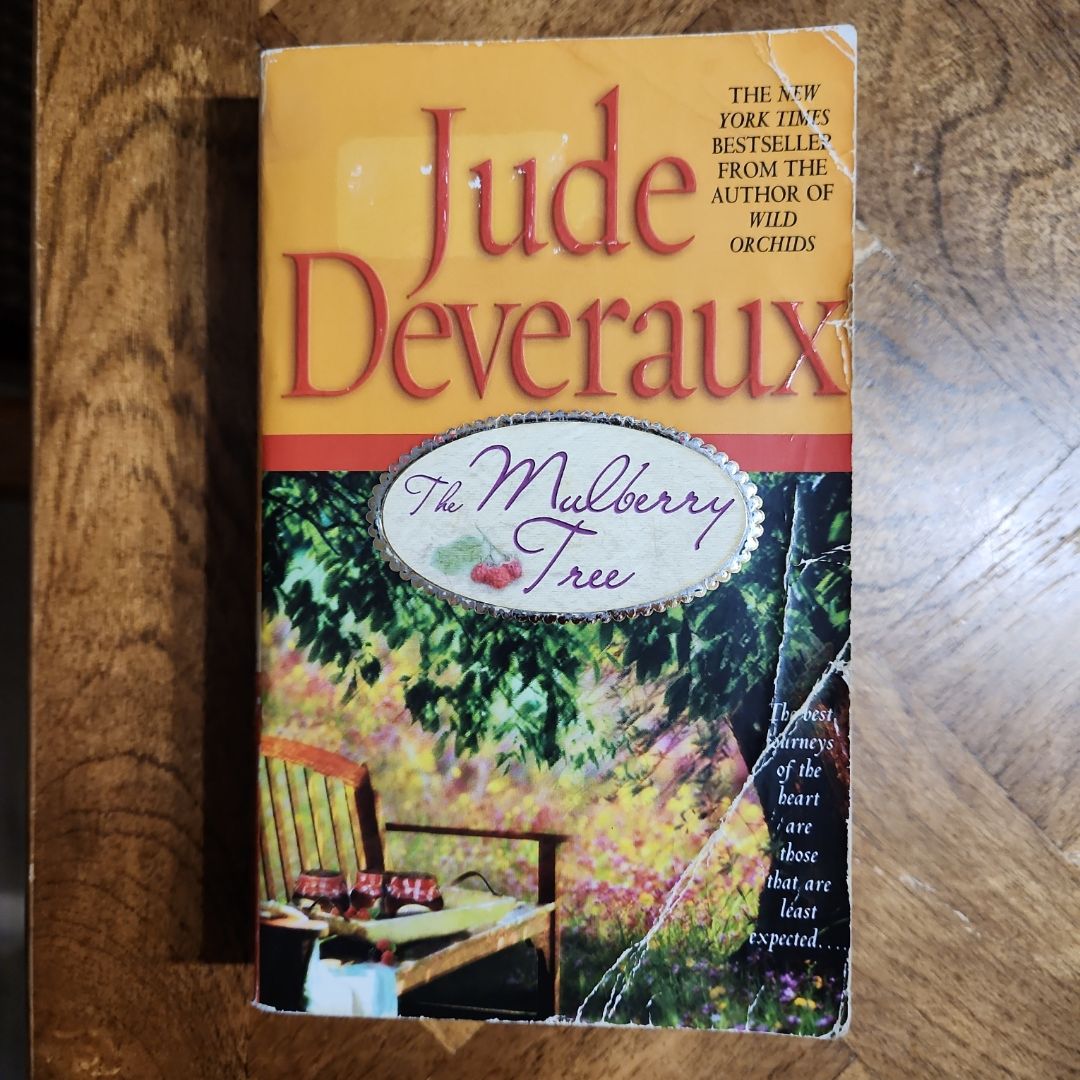 Jude
Deveraux
THE NEW
YORK TIMES
BESTSELLER
FROM THE
AUTHOR OF
WILD
ORCHIDS
The Mulberry
Tree
The best
journeys
of the
heart
are
those
that are
least
expected....